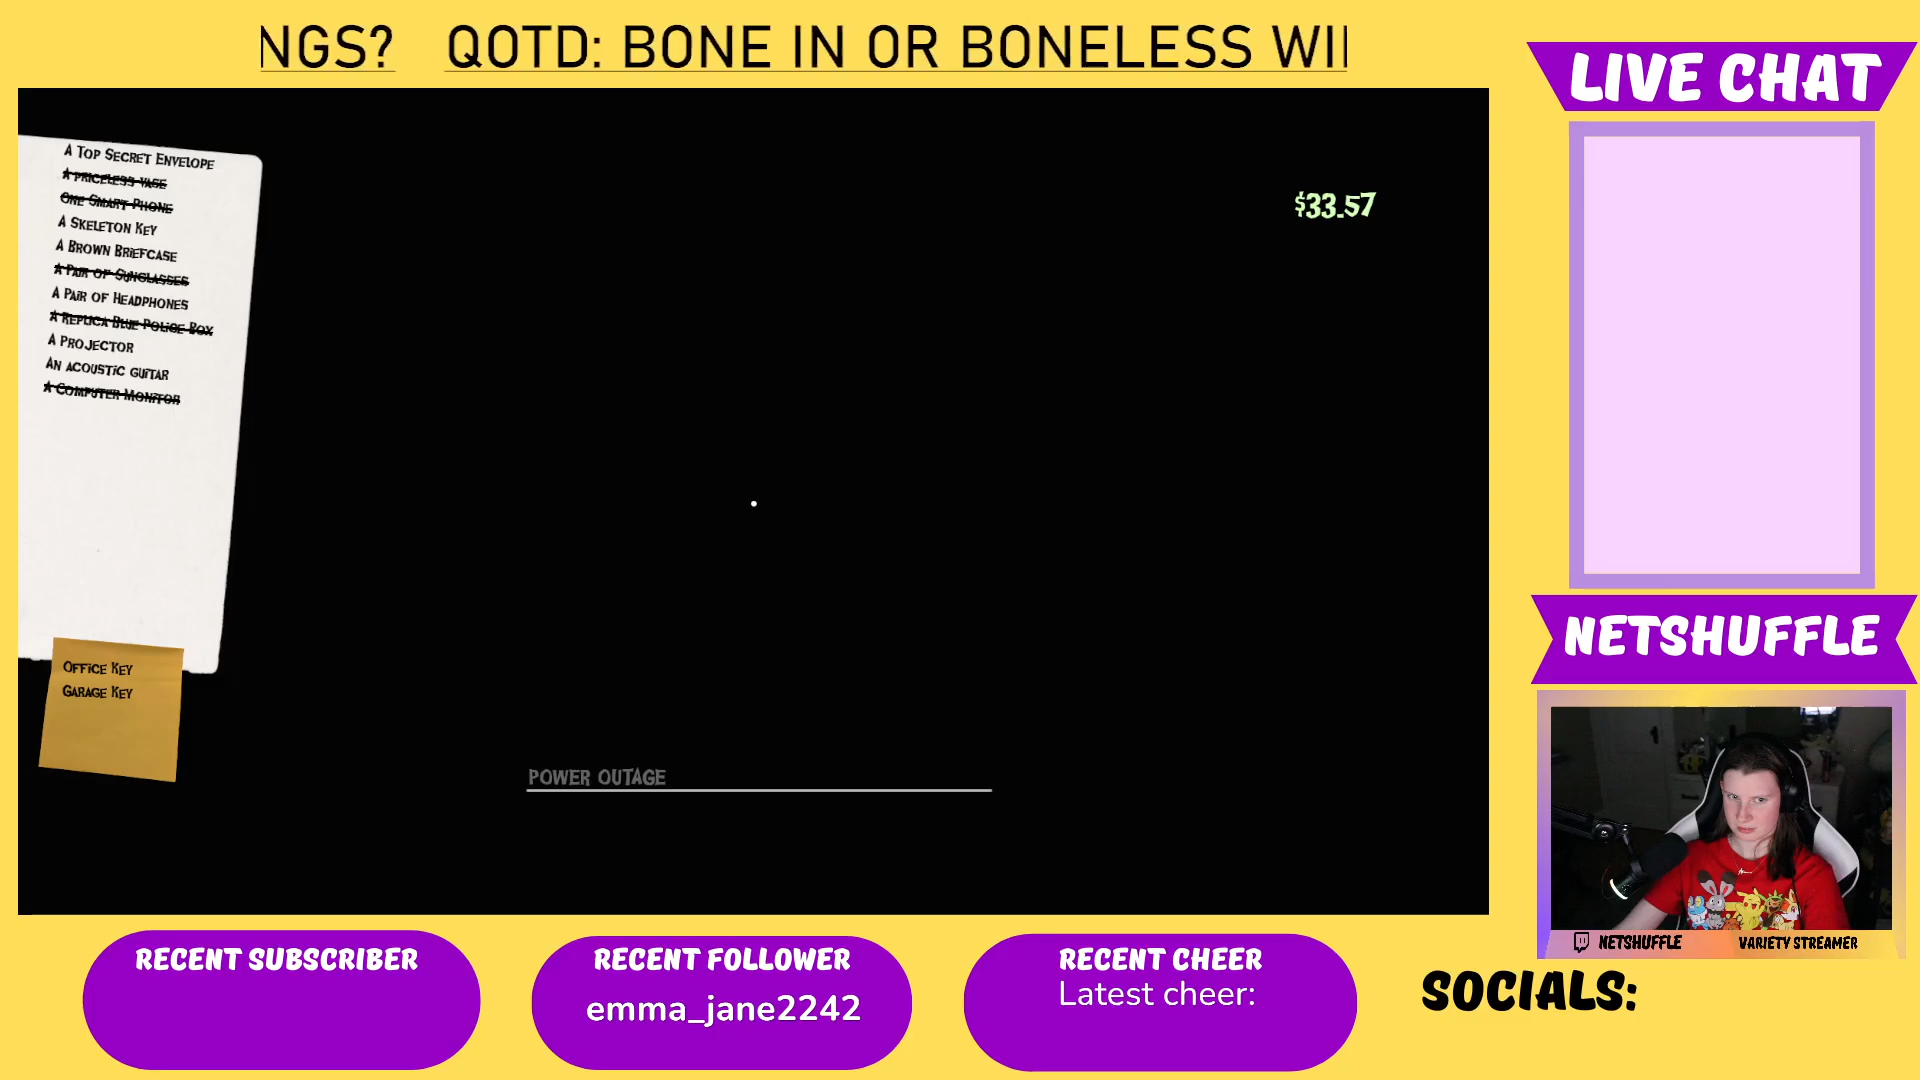 NGS? QOTD: BONE IN OR BONELESS WI
LIVE CHAT
A TOP SECRET ENVELOPE
A PRICELESS VASE
ONE SMART PHONE
A SKELETON KEY
A BROWN BRIEFCASE
A PAIR OF SUNGLASSES
A PAIR OF HEADPHONES
A REPLICA BLUE POLICE BOX
A PROJECTOR
AN ACOUSTIC GUITAR
A COMPUTER MONITOR
$33.57
OFFICE KEY
GARAGE KEY
POWER OUTAGE
NETSHUFFLE
NETSHUFFLE
VARIETY STREAMER
RECENT SUBSCRIBER
RECENT FOLLOWER
emma_jane2242
RECENT CHEER
Latest cheer:
SOCIALS: